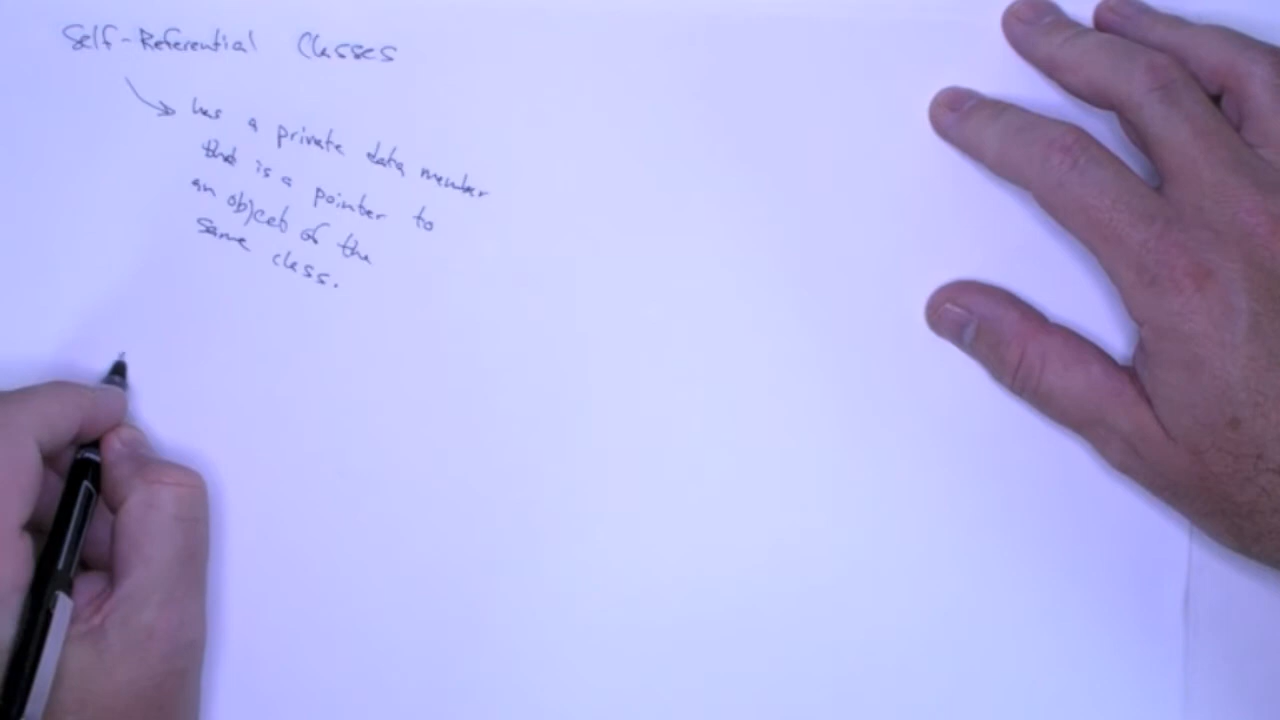 Self-Referential Classes
has a private data member
that is a pointer to
an object of the
same class.